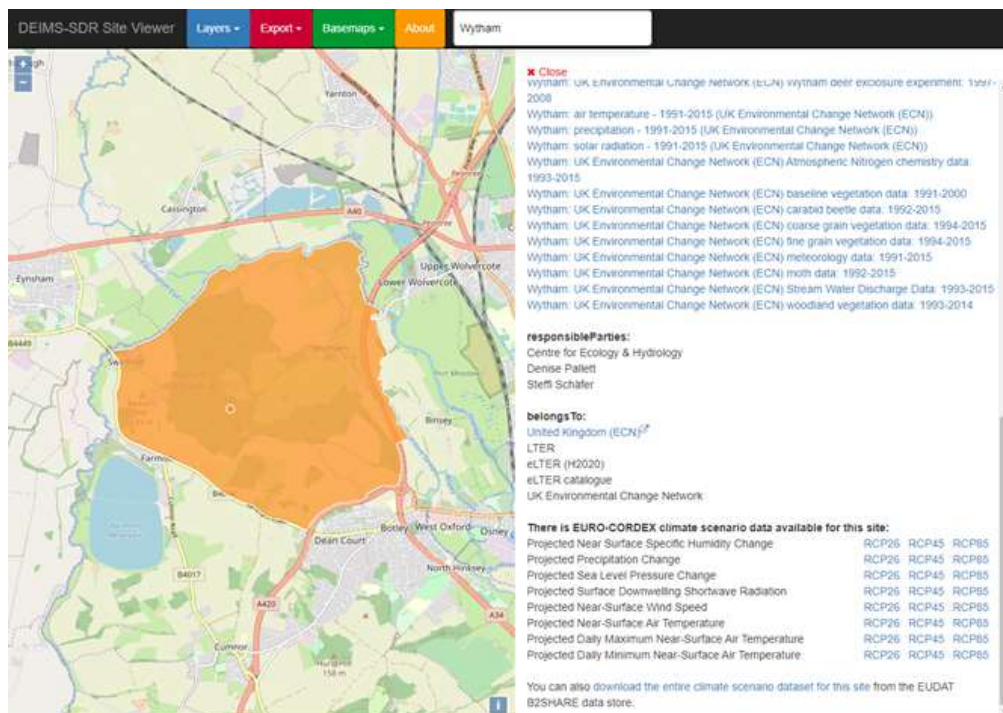 DEIMS-SDR Site Viewer
Layers
Export
Basemaps
About
Wytham
+
−
Yarnton
Cassington
A40
Eynsham
Upper Wolvercote
Lower Wolvercote
B4449
Binsey
Botley
West Oxford
Osney
Dean Court
North Hinksey
B4017
A420
A34
Cumnor
Hurst Hill
158 m
i
✖ Close
Wytham: UK Environmental Change Network (ECN) Wytham deer exclosure experiment: 1997-
2008
Wytham: air temperature - 1991-2015 (UK Environmental Change Network (ECN))
Wytham: precipitation - 1991-2015 (UK Environmental Change Network (ECN))
Wytham: solar radiation - 1991-2015 (UK Environmental Change Network (ECN))
Wytham: UK Environmental Change Network (ECN) Atmospheric Nitrogen chemistry data:
1993-2015
Wytham: UK Environmental Change Network (ECN) baseline vegetation data: 1991-2000
Wytham: UK Environmental Change Network (ECN) carabid beetle data: 1992-2015
Wytham: UK Environmental Change Network (ECN) coarse grain vegetation data: 1994-2015
Wytham: UK Environmental Change Network (ECN) fine grain vegetation data: 1994-2015
Wytham: UK Environmental Change Network (ECN) meteorology data: 1991-2015
Wytham: UK Environmental Change Network (ECN) moth data: 1992-2015
Wytham: UK Environmental Change Network (ECN) Stream Water Discharge Data: 1993-2015
Wytham: UK Environmental Change Network (ECN) woodland vegetation data: 1993-2014
responsibleParties:
Centre for Ecology & Hydrology
Denise Pallett
Steffi Schäfer
belongsTo:
United Kingdom (ECN)
LTER
eLTER (H2020)
eLTER catalogue
UK Environmental Change Network
There is EURO-CORDEX climate scenario data available for this site:
Projected Near Surface Specific Humidity Change RCP26 RCP45 RCP85
Projected Precipitation Change RCP26 RCP45 RCP85
Projected Sea Level Pressure Change RCP26 RCP45 RCP85
Projected Surface Downwelling Shortwave Radiation RCP26 RCP45 RCP85
Projected Near-Surface Wind Speed RCP26 RCP45 RCP85
Projected Near-Surface Air Temperature RCP26 RCP45 RCP85
Projected Daily Maximum Near-Surface Air Temperature RCP26 RCP45 RCP85
Projected Daily Minimum Near-Surface Air Temperature RCP26 RCP45 RCP85
You can also download the entire climate scenario dataset for this site from the EUDAT
B2SHARE data store.